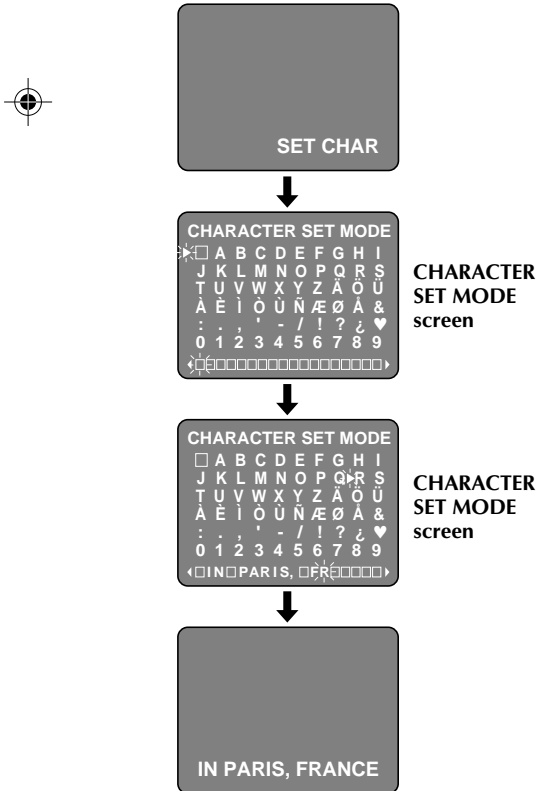 SET CHAR
CHARACTER SET MODE
□ A B C D E F G H I
J K L M N O P Q R S
T U V W X Y Z Ä Ö Ü
À È Ì Ò Ù Ñ Æ Ø Å &
: . , ' - / ! ? ¿ ♥
0 1 2 3 4 5 6 7 8 9
CHARACTER
SET MODE
screen
CHARACTER SET MODE
□ A B C D E F G H I
J K L M N O P Q R S
T U V W X Y Z Ä Ö Ü
À È Ì Ò Ù Ñ Æ Ø Å &
: . , ' - / ! ? ¿ ♥
0 1 2 3 4 5 6 7 8 9
□IN□PARIS, □FR□□□□□
CHARACTER
SET MODE
screen
IN PARIS, FRANCE